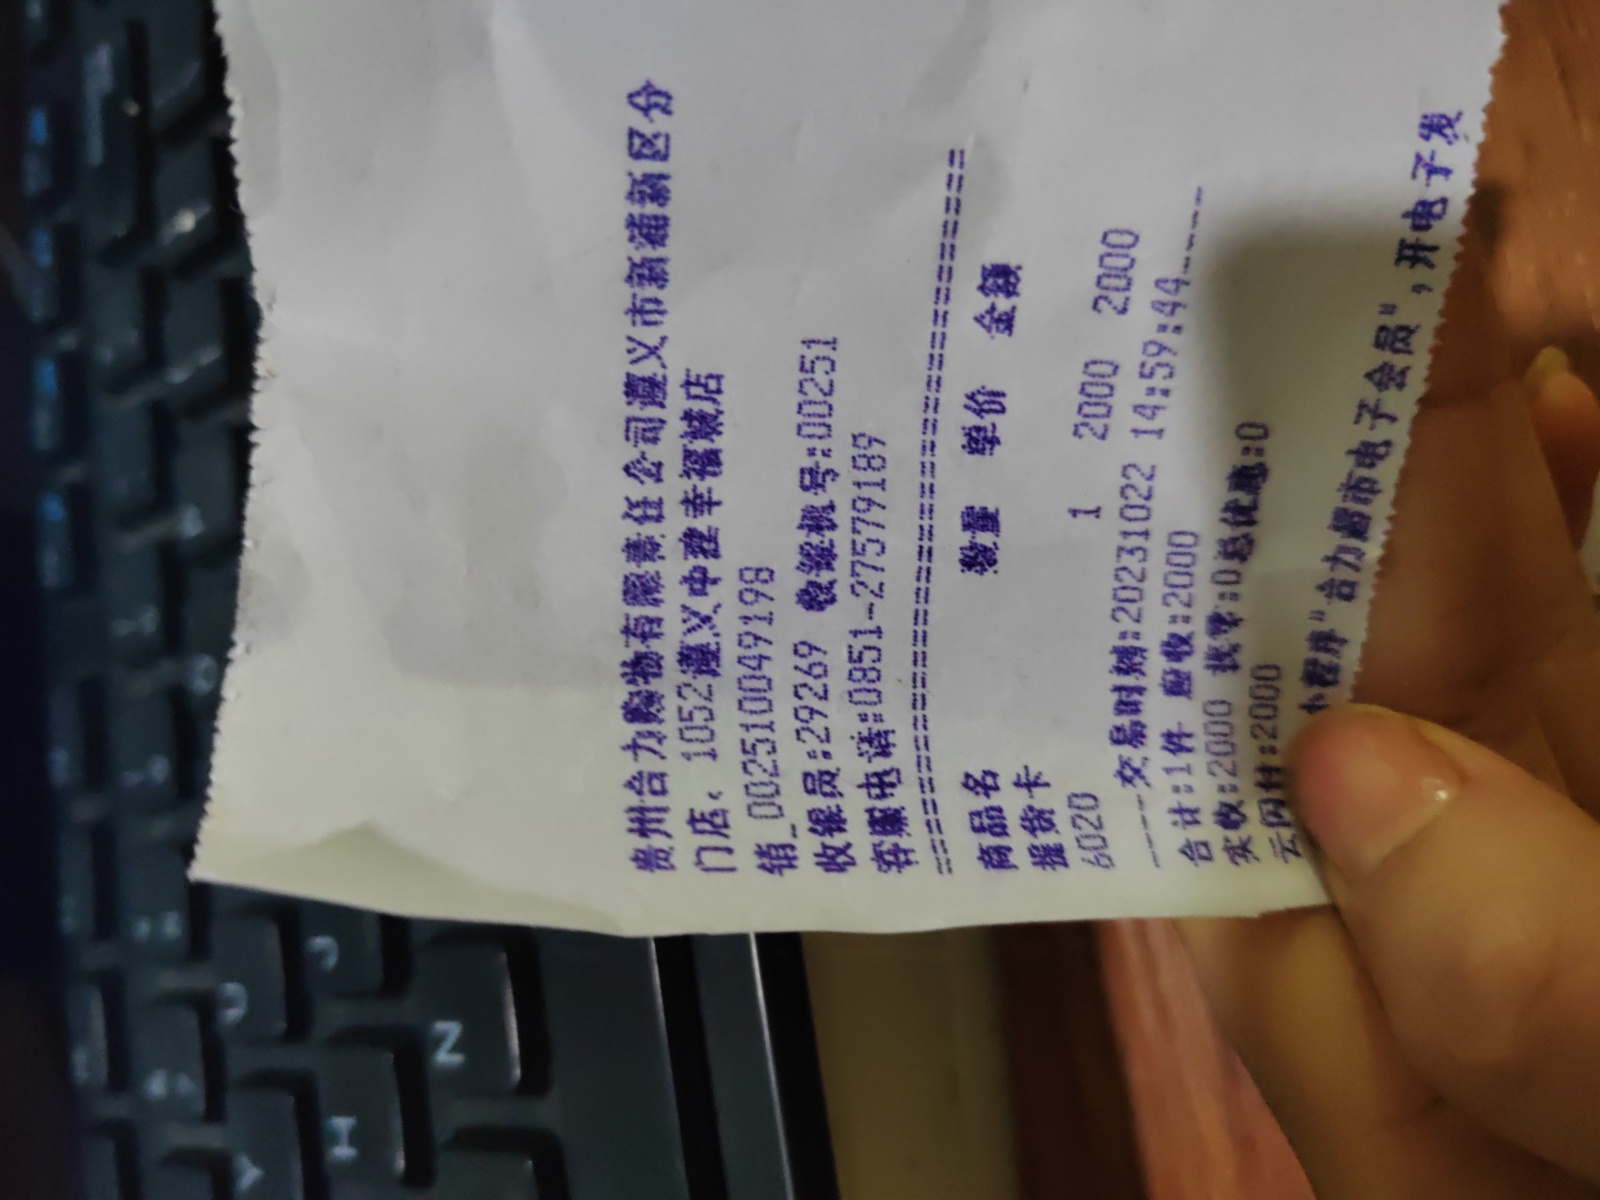 贵州合力购物有限责任公司遵义市新浦新区分
门店、1052遵义中建幸福城店
销_002510049198
收银员:29269 收银机号:00251
客服电话:0851-27579189
商品名 数量 单价 金额
提货卡
6020 1 2000 2000
----交易时刻:20231022 14:59:44----
合计:1件 应收:2000
实收:2000 找零:0总优惠:0
云闪付:2000
小程序"合力超市电子会员",开电子发
N
H
Y